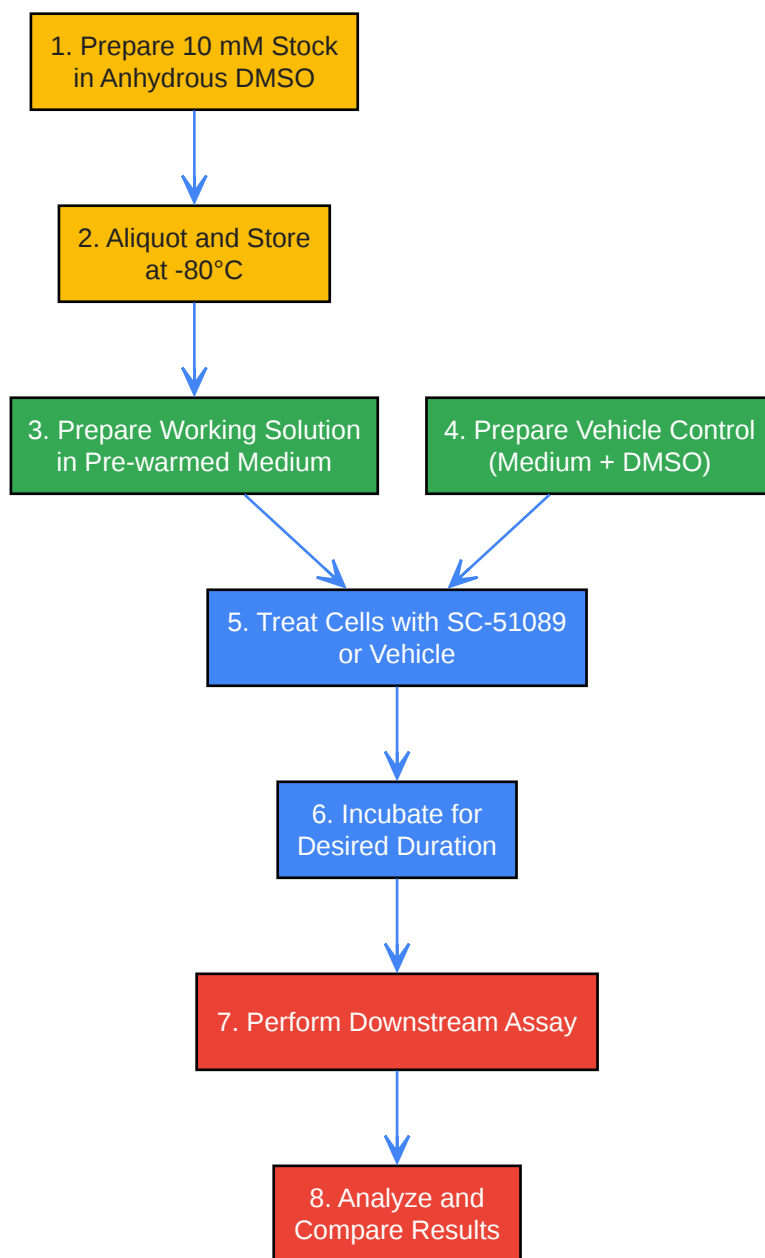 1. Prepare 10 mM Stock
in Anhydrous DMSO
2. Aliquot and Store
at -80°C
3. Prepare Working Solution
in Pre-warmed Medium
4. Prepare Vehicle Control
(Medium + DMSO)
5. Treat Cells with SC-51089
or Vehicle
6. Incubate for
Desired Duration
7. Perform Downstream Assay
8. Analyze and
Compare Results